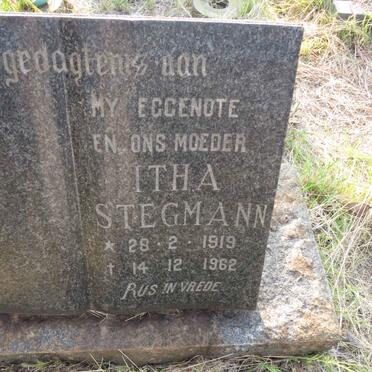 gedagtenis aan
MY EGGENOTE
EN ONS MOEDER
ITHA
STEGMANN
* 28 · 2 · 1919
† 14 · 12 · 1962
RUS IN VREDE